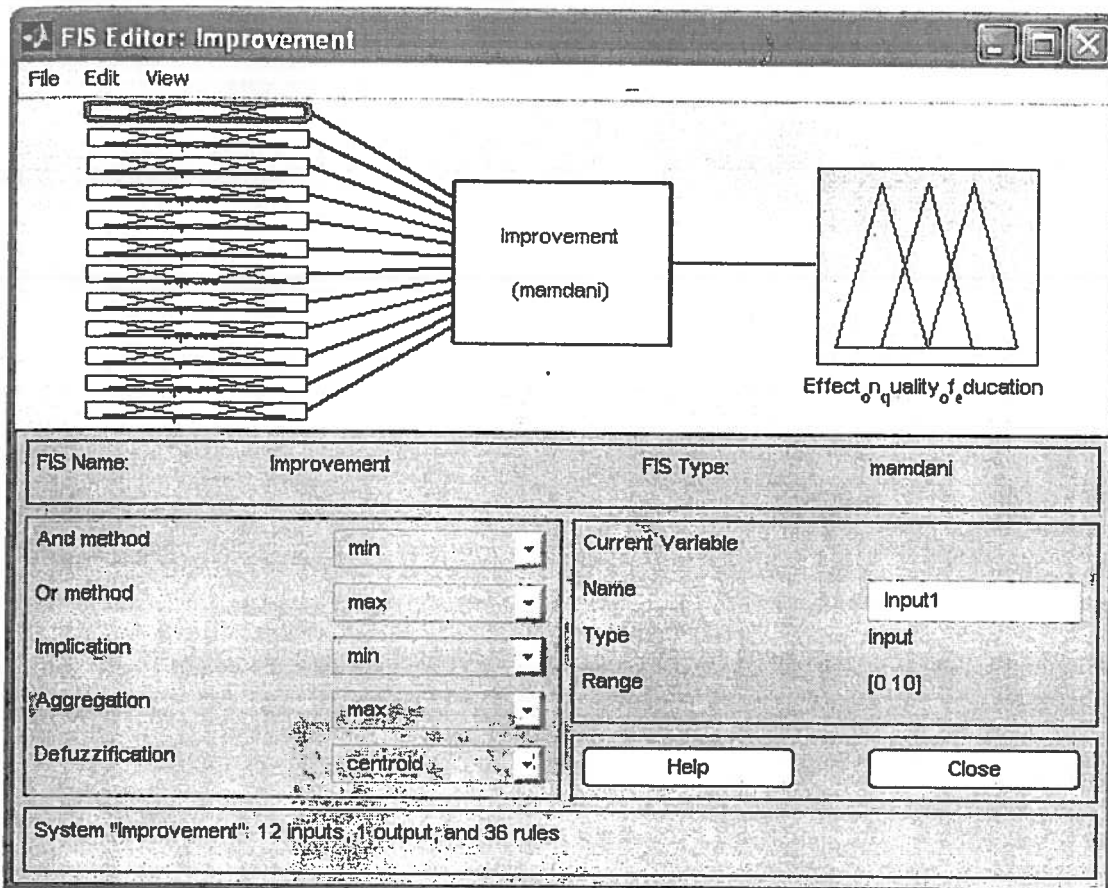 FIS Editor: Improvement
File Edit View
Improvement
(mamdani)
Effect_on_quality_of_education
FIS Name: Improvement FIS Type: mamdani
And method min
Or method max
Implication min
Aggregation max
Defuzzification centroid
Current Variable
Name Input1
Type input
Range [0 10]
Help Close
System "Improvement": 12 inputs, 1 output, and 36 rules